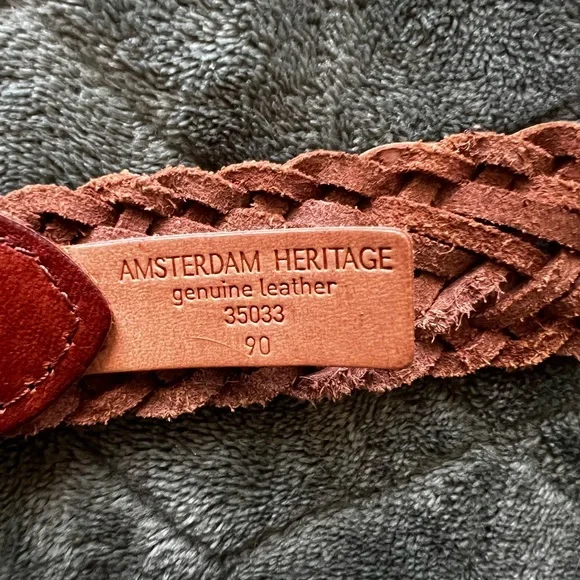 AMSTERDAM HERITAGE
genuine leather
35033
90